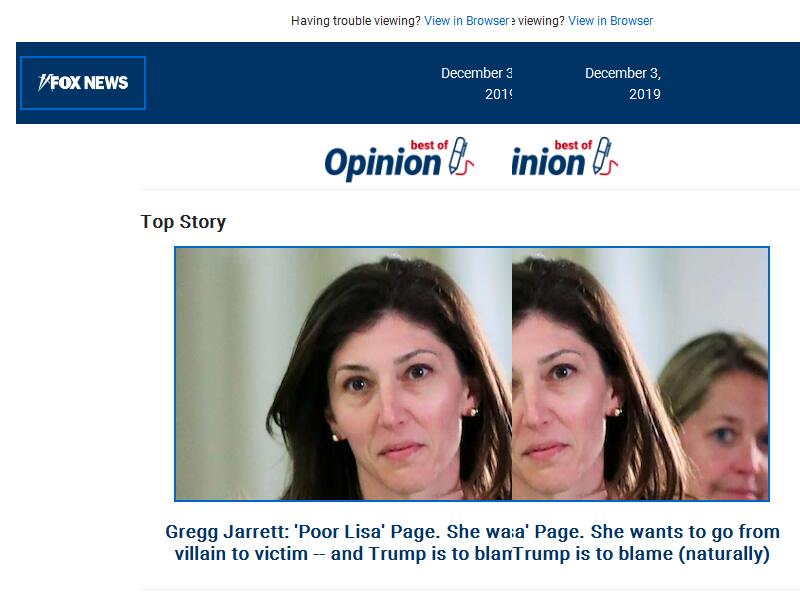 Having trouble viewing? View in Browser e viewing? View in Browser
FOX NEWS
December 3 December 3,
2019 2019
best of best of
Opinion inion
Top Story
Gregg Jarrett: 'Poor Lisa' Page. She wa:a' Page. She wants to go from
villain to victim -- and Trump is to blanTrump is to blame (naturally)